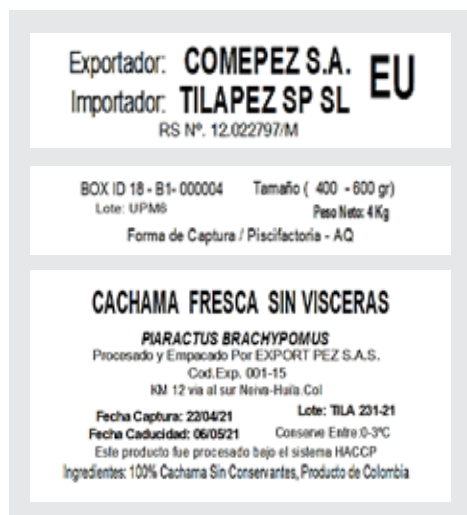 Exportador: COMEPEZ S.A. EU
Importador: TILAPEZ SP SL
RS Nº. 12.022797/M
BOX ID 18 - B1- 000004 Tamaño ( 400 - 600 gr)
Lote: UPM6 Peso Neto: 4 Kg
Forma de Captura / Piscifactoria - AQ
CACHAMA FRESCA SIN VISCERAS
PIARACTUS BRACHYPOMUS
Procesado y Empacado Por EXPORT PEZ S.A.S.
Cod.Exp. 001-15
KM 12 via al sur Neiva-Huila.Col
Fecha Captura: 22/04/21 Lote: TILA 231-21
Fecha Caducidad: 06/05/21 Conserve Entre:0-3ºC
Este producto fue procesado bajo el sistema HACCP
Ingredientes: 100% Cachama Sin Conservantes, Producto de Colombia